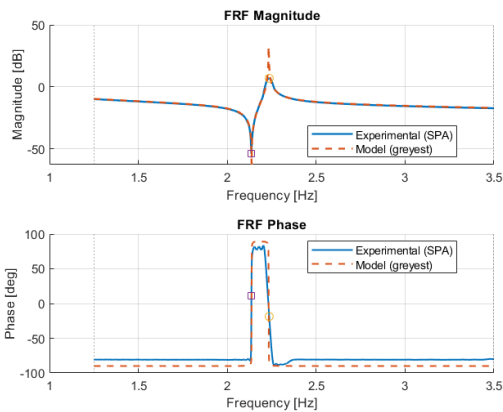 FRF Magnitude
50
0
-50
Magnitude [dB]
Experimental (SPA)
Model (greyest)
1
1.5
2
2.5
3
3.5
Frequency [Hz]
FRF Phase
100
50
0
-50
-100
Phase [deg]
Experimental (SPA)
Model (greyest)
1
1.5
2
2.5
3
3.5
Frequency [Hz]